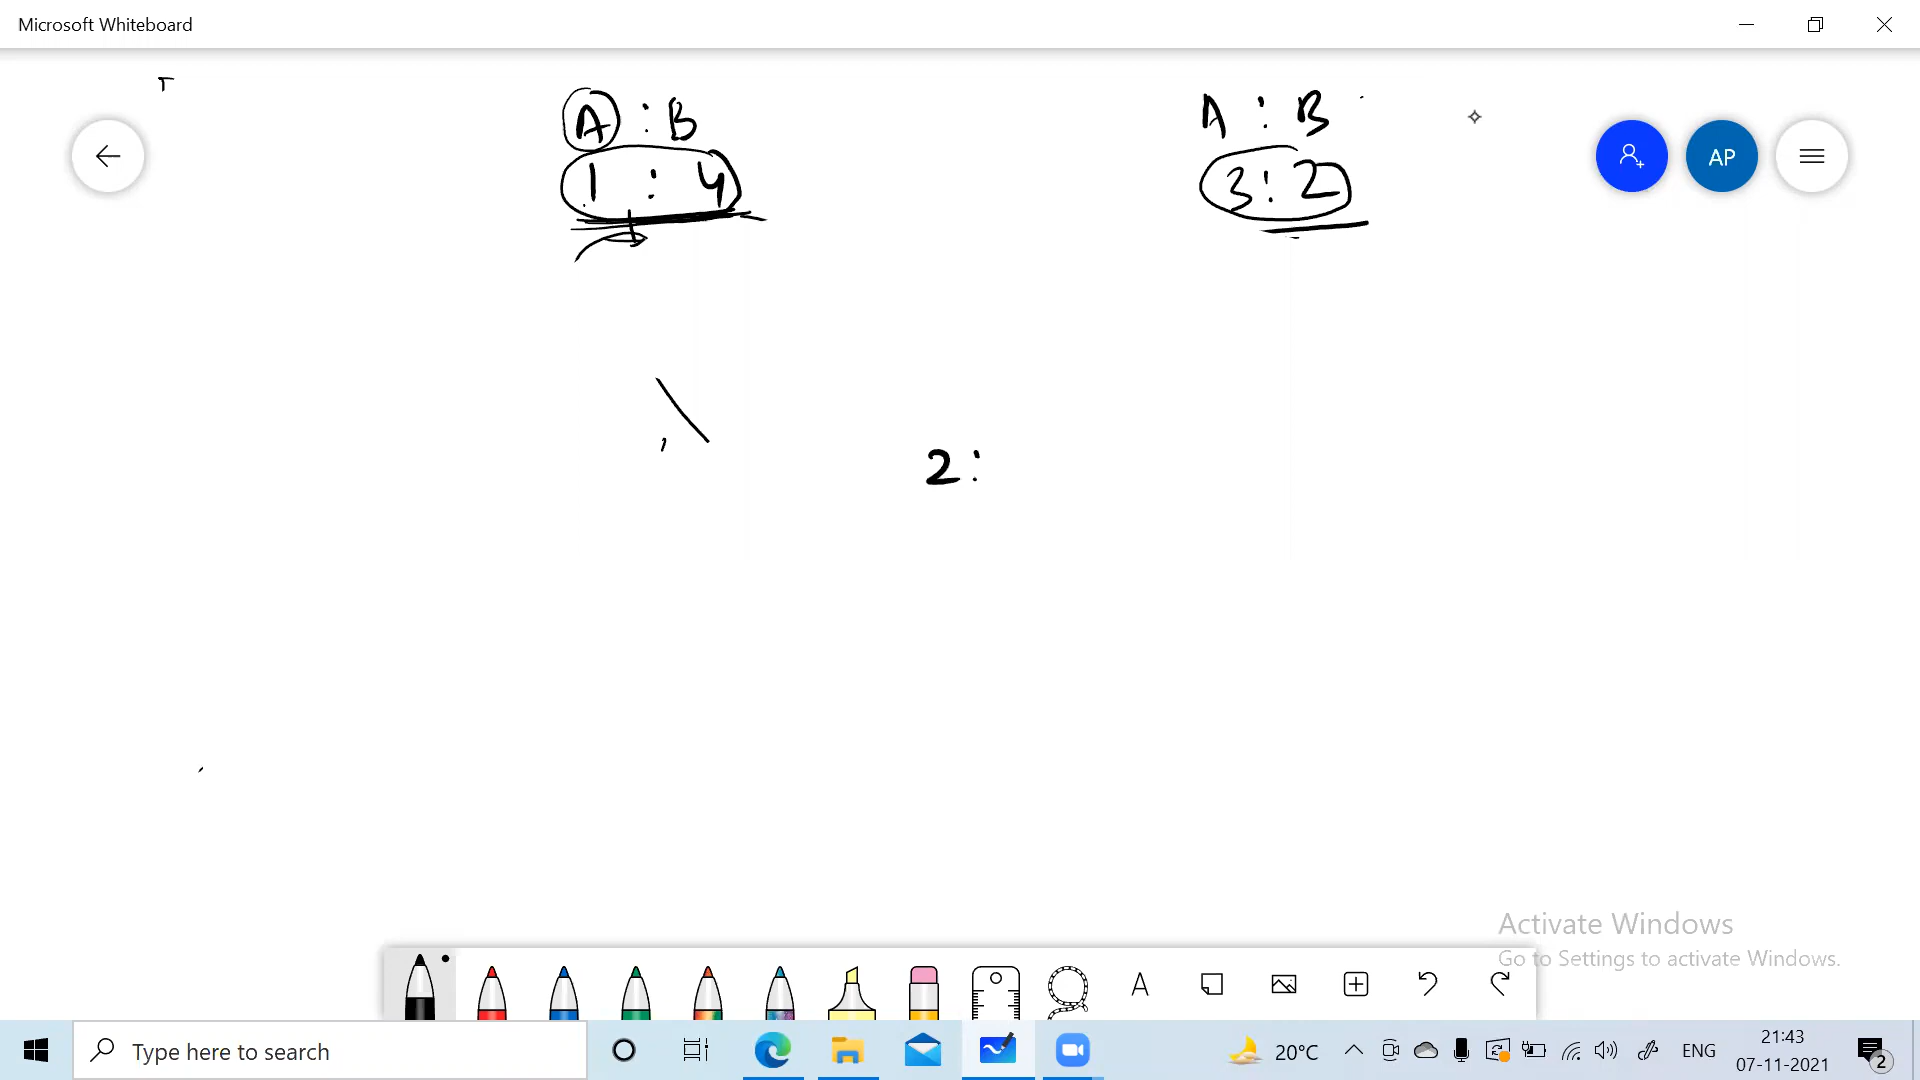 Microsoft Whiteboard
A : B
A : B
1 : 4
3 : 2
AP
2 :
Activate Windows
Go to Settings to activate Windows.
A
Type here to search
20°C
ENG
21:43
07-11-2021
2